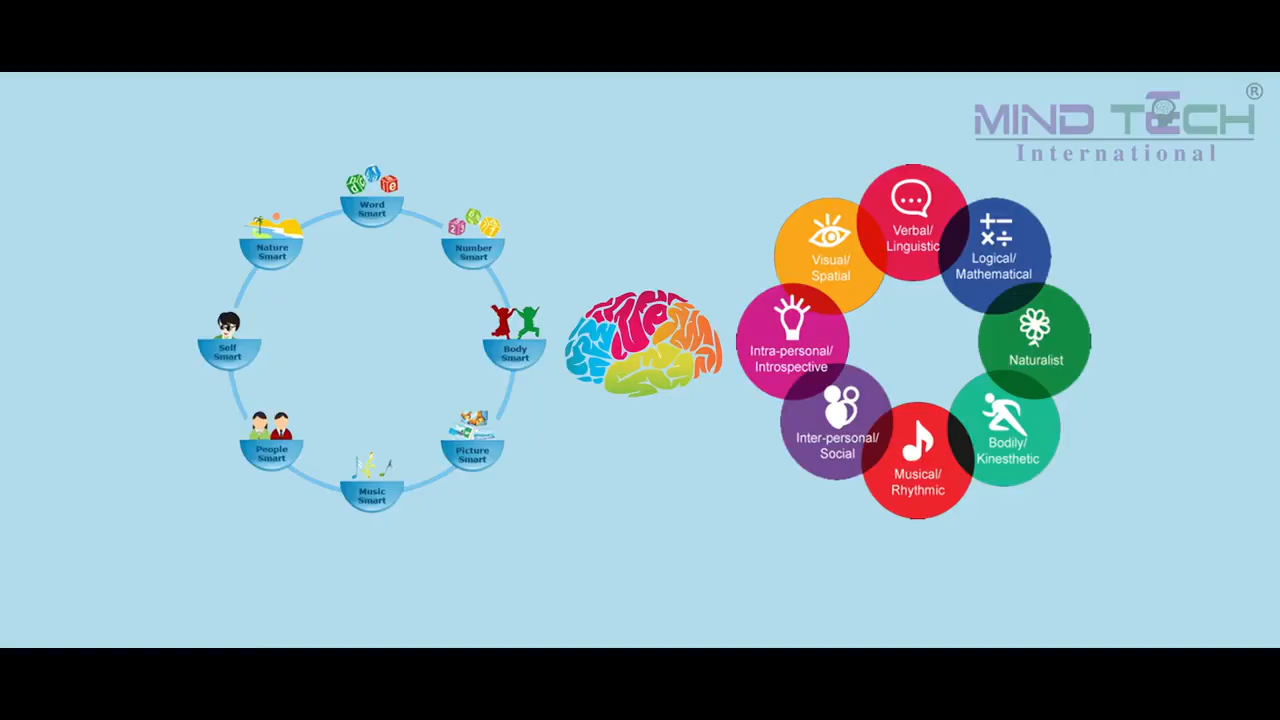 MIND TECH
®
International
Word
Smart
Number
Smart
Body
Smart
Picture
Smart
Music
Smart
People
Smart
Self
Smart
Nature
Smart
Verbal/
Linguistic
Logical/
Mathematical
Naturalist
Bodily/
Kinesthetic
Musical/
Rhythmic
Inter-personal/
Social
Intra-personal/
Introspective
Visual/
Spatial